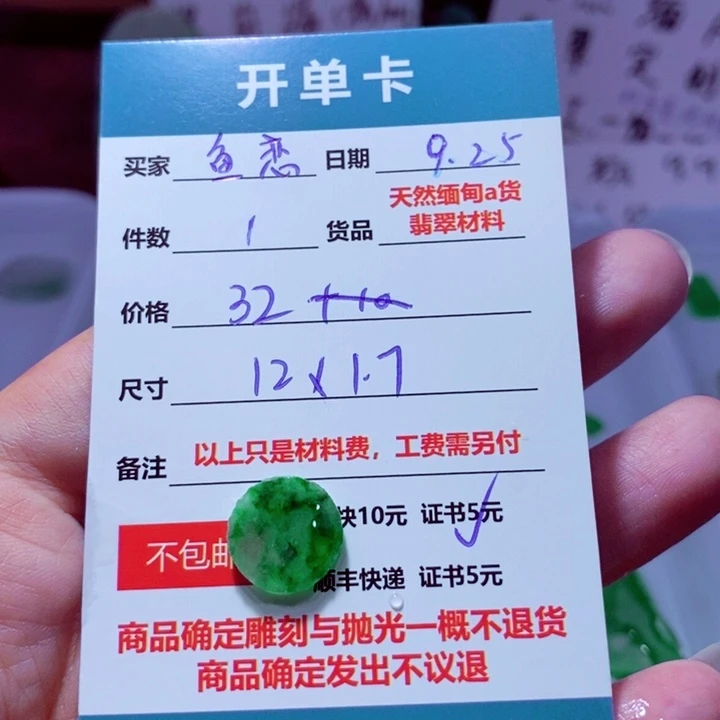 开单卡
买家 鱼恋 日期 9.25
件数 1 货品 天然缅甸a货
翡翠材料
价格 32
尺寸 12x1.7
备注 以上只是材料费，工费需另付
不包邮 快10元 证书5元
顺丰快递 证书5元
商品确定雕刻与抛光一概不退货
商品确定发出不议退